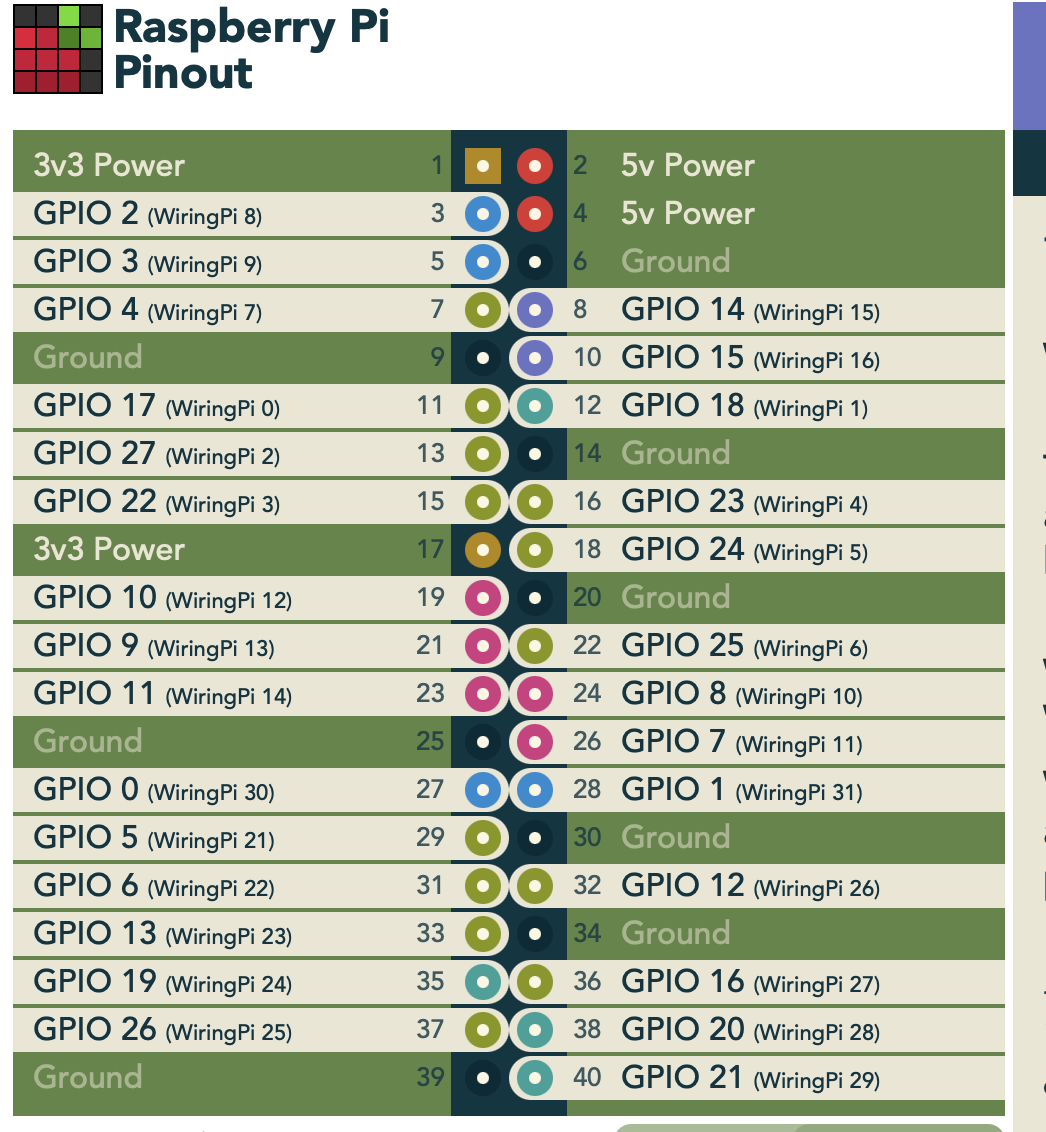 Raspberry Pi
Pinout
3v3 Power 1 2 5v Power
GPIO 2 (WiringPi 8) 3 4 5v Power
GPIO 3 (WiringPi 9) 5 6 Ground
GPIO 4 (WiringPi 7) 7 8 GPIO 14 (WiringPi 15)
Ground 9 10 GPIO 15 (WiringPi 16)
GPIO 17 (WiringPi 0) 11 12 GPIO 18 (WiringPi 1)
GPIO 27 (WiringPi 2) 13 14 Ground
GPIO 22 (WiringPi 3) 15 16 GPIO 23 (WiringPi 4)
3v3 Power 17 18 GPIO 24 (WiringPi 5)
GPIO 10 (WiringPi 12) 19 20 Ground
GPIO 9 (WiringPi 13) 21 22 GPIO 25 (WiringPi 6)
GPIO 11 (WiringPi 14) 23 24 GPIO 8 (WiringPi 10)
Ground 25 26 GPIO 7 (WiringPi 11)
GPIO 0 (WiringPi 30) 27 28 GPIO 1 (WiringPi 31)
GPIO 5 (WiringPi 21) 29 30 Ground
GPIO 6 (WiringPi 22) 31 32 GPIO 12 (WiringPi 26)
GPIO 13 (WiringPi 23) 33 34 Ground
GPIO 19 (WiringPi 24) 35 36 GPIO 16 (WiringPi 27)
GPIO 26 (WiringPi 25) 37 38 GPIO 20 (WiringPi 28)
Ground 39 40 GPIO 21 (WiringPi 29)